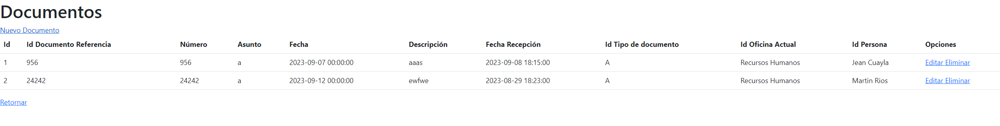 Documentos
Nuevo Documento
Id Id Documento Referencia Número Asunto Fecha Descripción Fecha Recepción Id Tipo de documento Id Oficina Actual Id Persona Opciones
1 956 956 a 2023-09-07 00:00:00 aaas 2023-09-08 18:15:00 A Recursos Humanos Jean Cuayla Editar Eliminar
2 24242 24242 a 2023-09-12 00:00:00 ewfwe 2023-08-29 18:23:00 A Recursos Humanos Martin Rios Editar Eliminar
Retornar